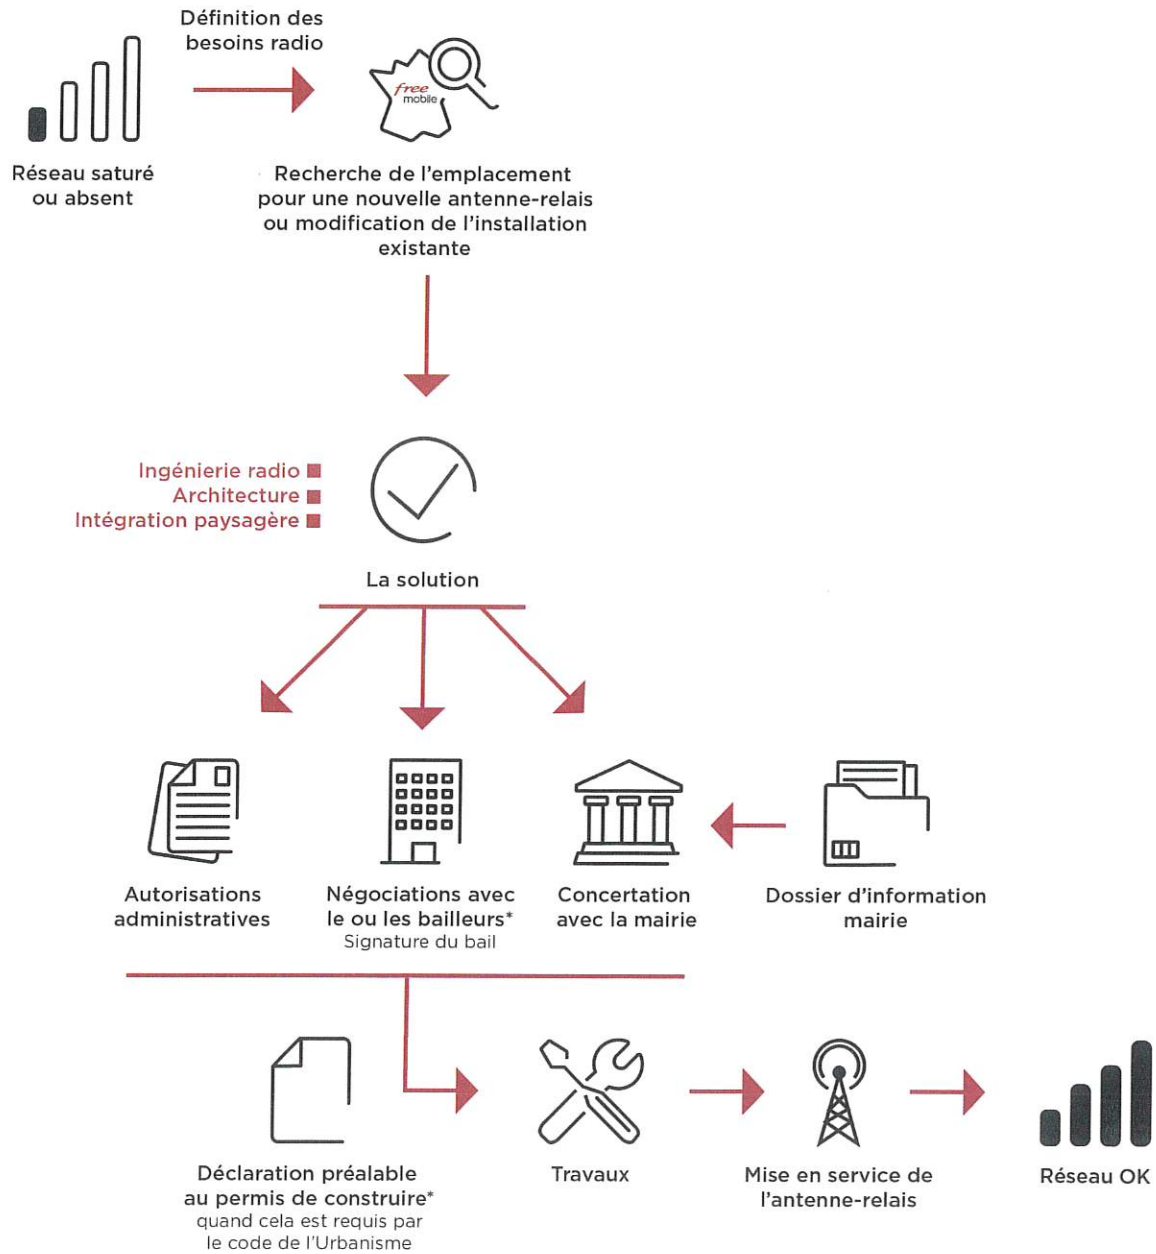 Définition des
besoins radio
free
mobile
Réseau saturé
ou absent
Recherche de l'emplacement
pour une nouvelle antenne-relais
ou modification de l'installation
existante
Ingénierie radio
Architecture
Intégration paysagère
La solution
Autorisations
administratives
Négociations avec
le ou les bailleurs*
Signature du bail
Concertation
avec la mairie
Dossier d'information
mairie
Déclaration préalable
au permis de construire*
quand cela est requis par
le code de l'Urbanisme
Travaux
Mise en service de
l'antenne-relais
Réseau OK